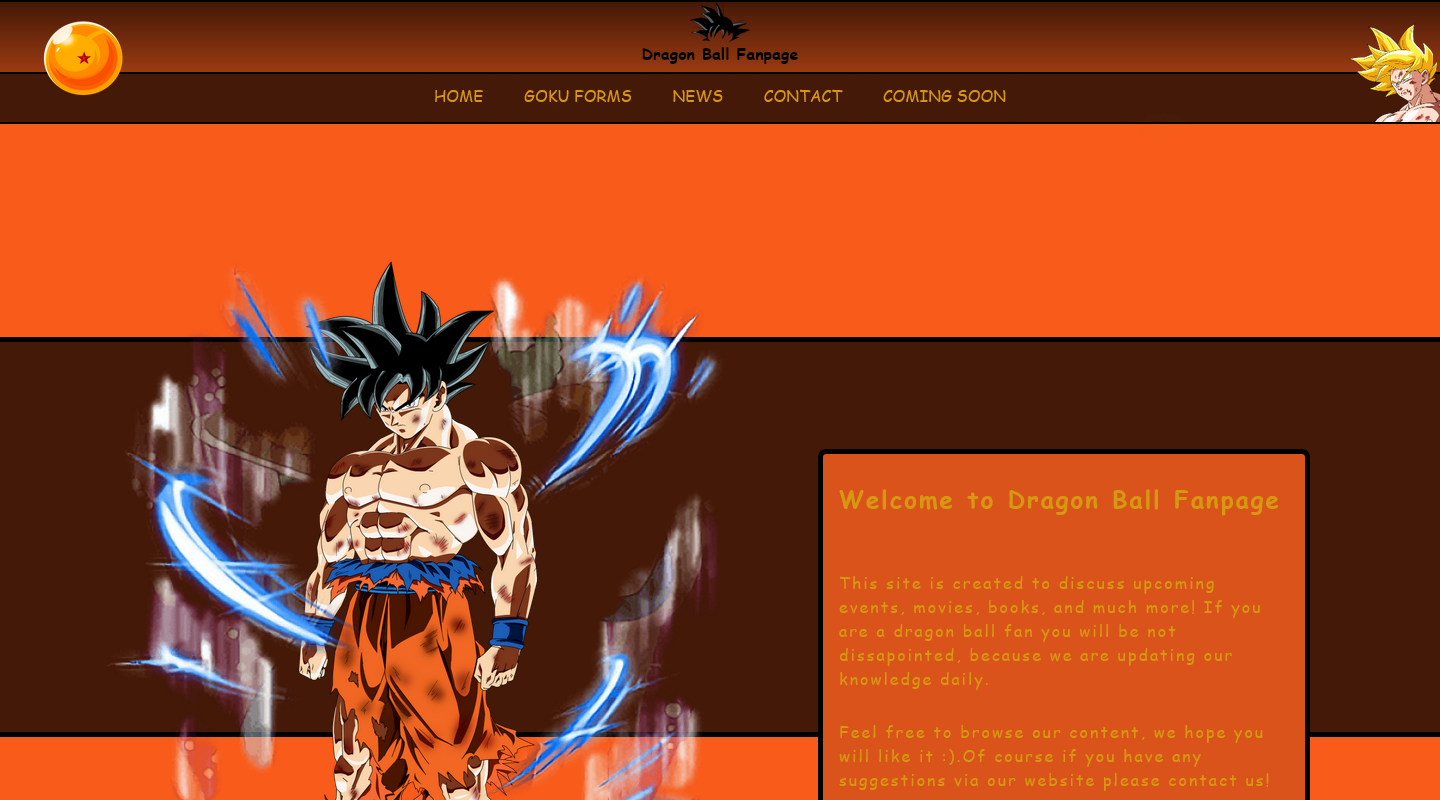 Dragon Ball Fanpage
HOME GOKU FORMS NEWS CONTACT COMING SOON
Welcome to Dragon Ball Fanpage
This site is created to discuss upcoming
events, movies, books, and much more! If you
are a dragon ball fan you will be not
dissapointed, because we are updating our
knowledge daily.
Feel free to browse our content, we hope you
will like it :).Of course if you have any
suggestions via our website please contact us!